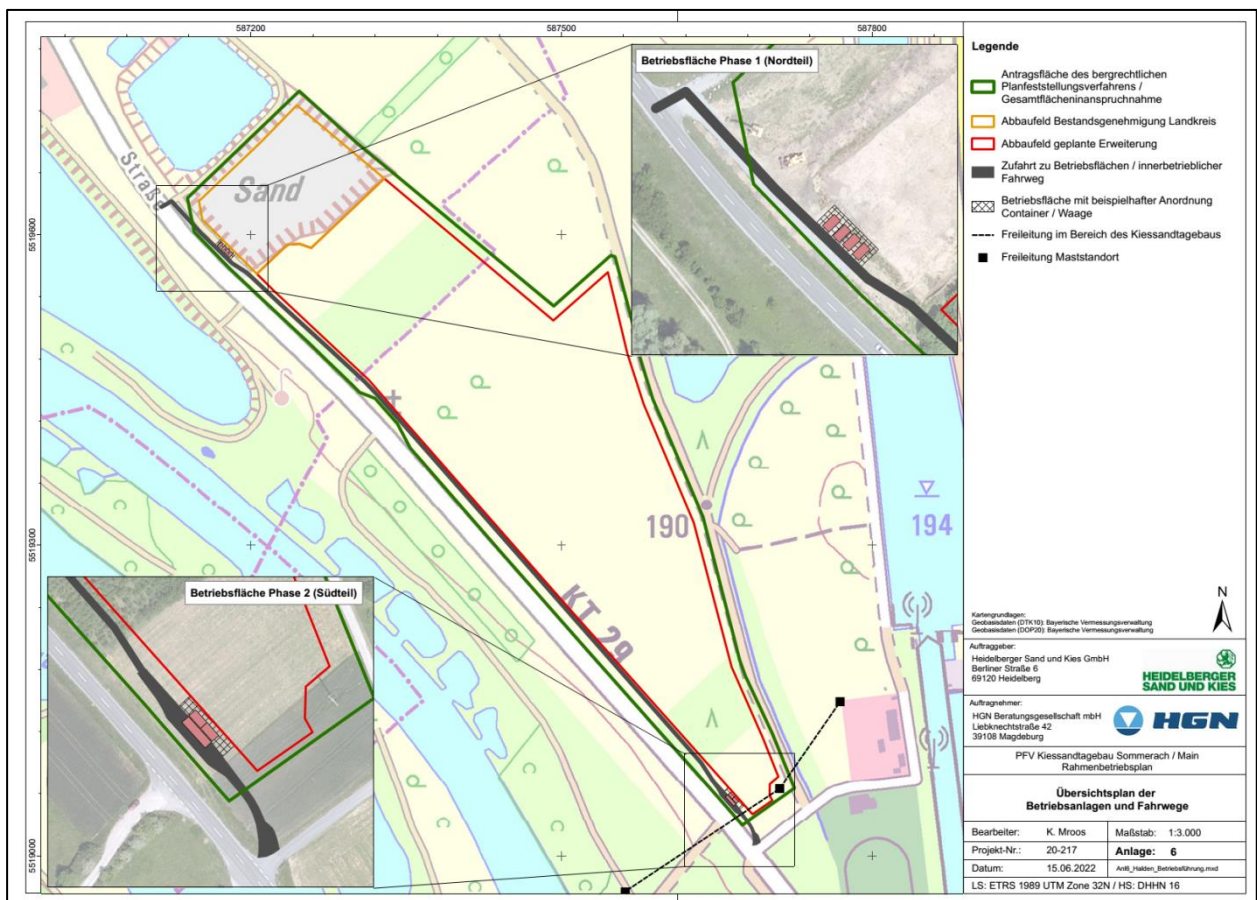 587200
587500
587800
5519600
5519300
5519000
Straße
Sand
Betriebsfläche Phase 1 (Nordteil)
190
194
KT 29
Betriebsfläche Phase 2 (Südteil)
Legende
Antragsfläche des bergrechtlichen
Planfeststellungsverfahrens /
Gesamtflächeninanspruchnahme
Abbaufeld Bestandsgenehmigung Landkreis
Abbaufeld geplante Erweiterung
Zufahrt zu Betriebsflächen / innerbetrieblicher
Fahrweg
Betriebsfläche mit beispielhafter Anordnung
Container / Waage
Freileitung im Bereich des Kiessandtagebaus
Freileitung Maststandort
N
Kartengrundlagen:
Geobasisdaten (DTK10): Bayerische Vermessungsverwaltung
Geobasisdaten (DOP20): Bayerische Vermessungsverwaltung
Auftraggeber:
Heidelberger Sand und Kies GmbH
Berliner Straße 6
69120 Heidelberg
HEIDELBERGER
SAND UND KIES
Auftragnehmer:
HGN Beratungsgesellschaft mbH
Liebknechtstraße 42
39108 Magdeburg
HGN
PFV Kiessandtagebau Sommerach / Main
Rahmenbetriebsplan
Übersichtsplan der
Betriebsanlagen und Fahrwege
Bearbeiter: K. Mroos Maßstab: 1:3.000
Projekt-Nr.: 20-217 Anlage: 6
Datum: 15.06.2022 Anl6_Halden_Betriebsführung.mxd
LS: ETRS 1989 UTM Zone 32N / HS: DHHN 16